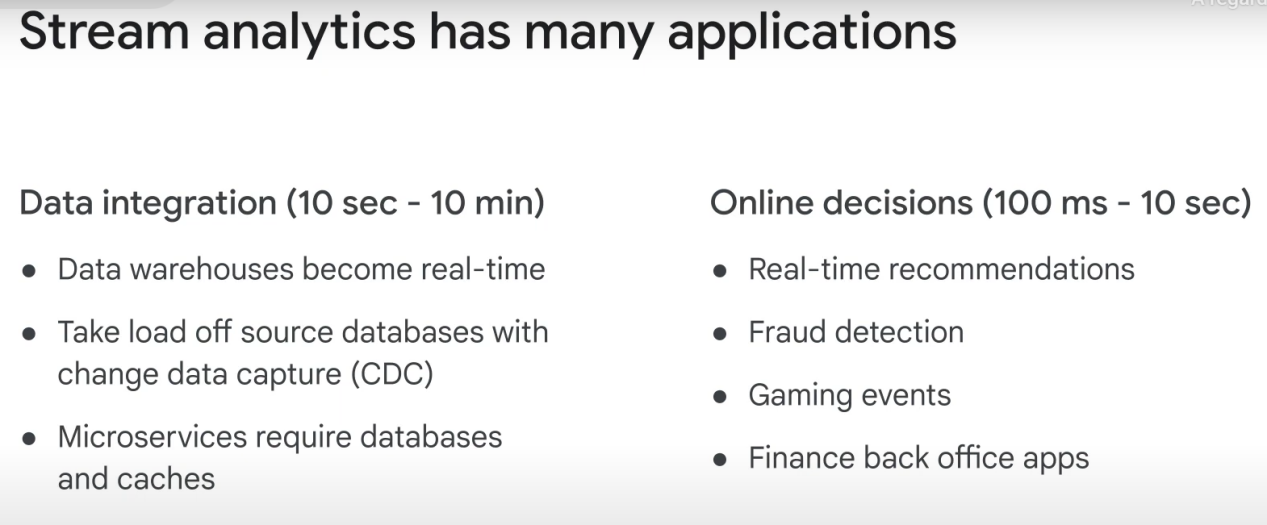 Stream analytics has many applications
Data integration (10 sec - 10 min)
● Data warehouses become real-time
● Take load off source databases with
change data capture (CDC)
● Microservices require databases
and caches
Online decisions (100 ms - 10 sec)
● Real-time recommendations
● Fraud detection
● Gaming events
● Finance back office apps